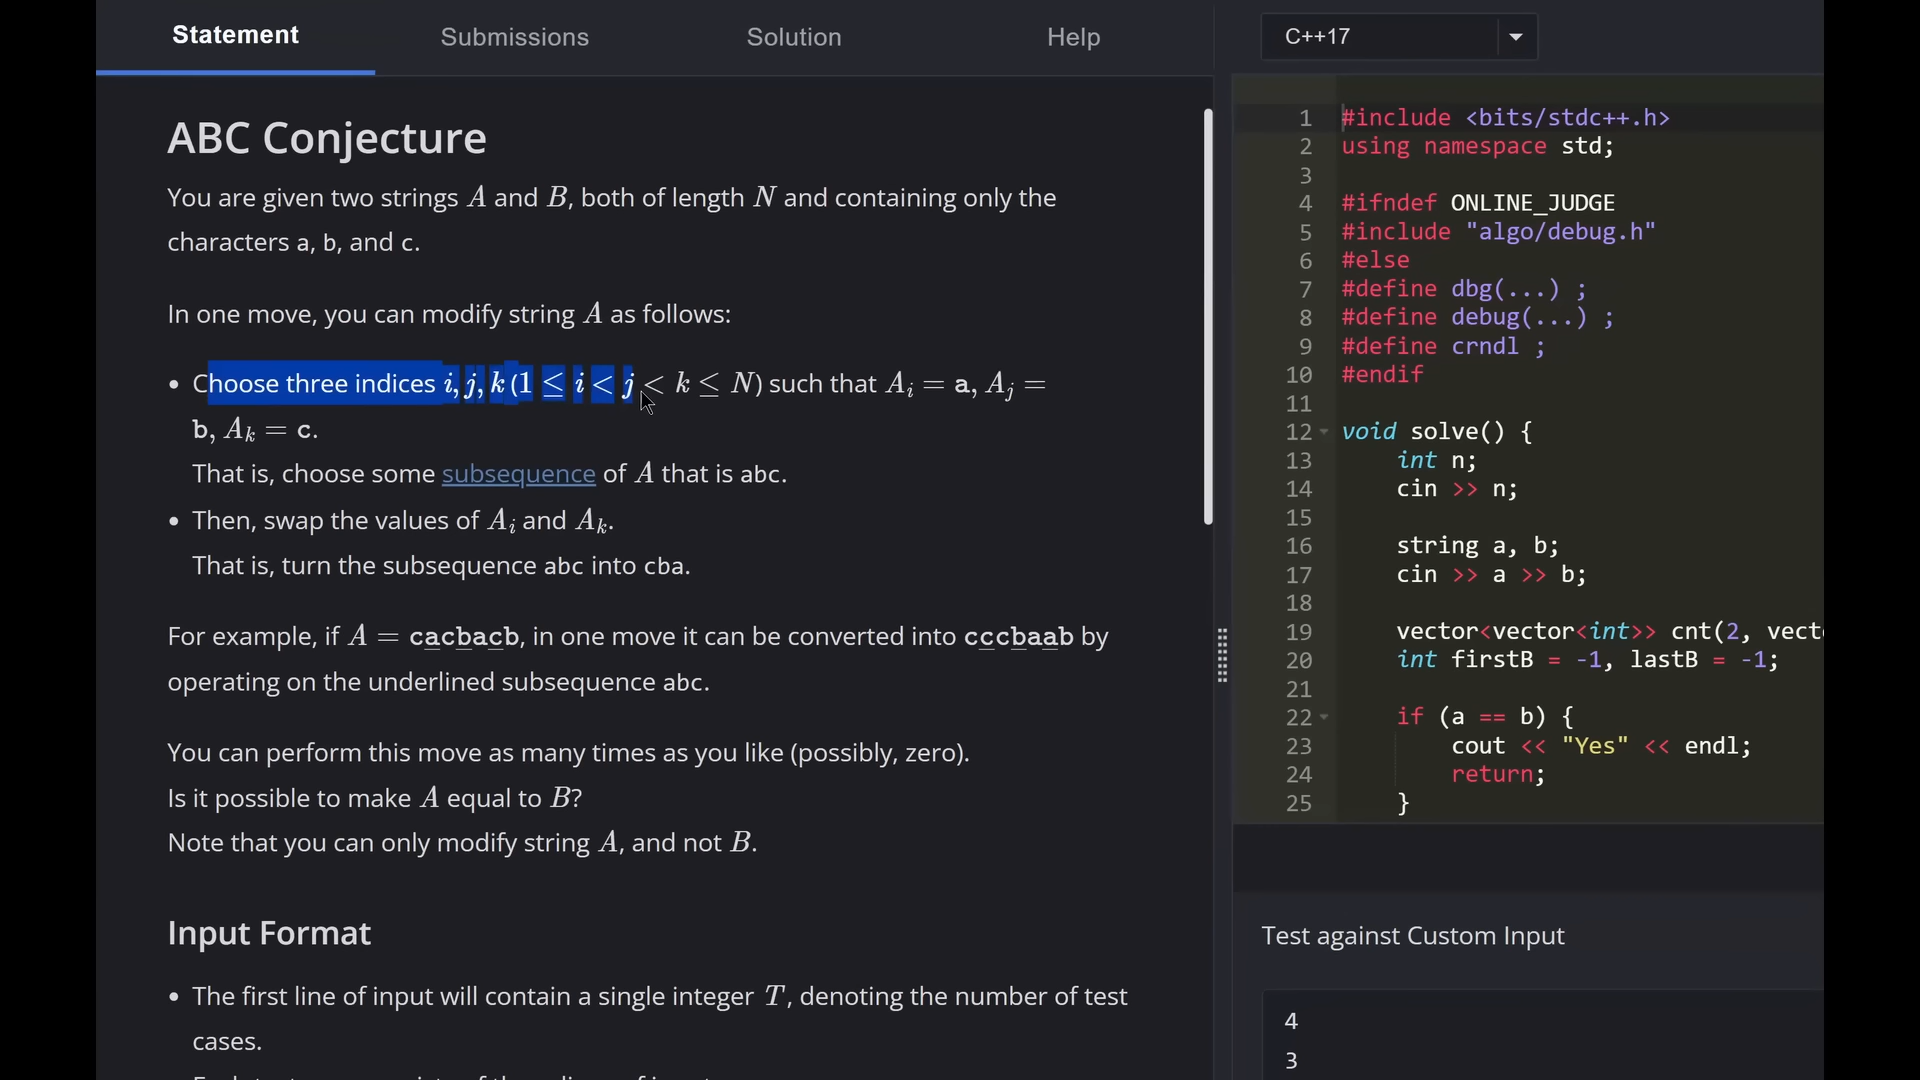 Statement
Submissions
Solution
Help
C++17
ABC Conjecture
You are given two strings A and B, both of length N and containing only the
characters a, b, and c.
In one move, you can modify string A as follows:
• Choose three indices i, j, k (1 ≤ i < j < k ≤ N) such that A_i = a, A_j =
b, A_k = c.
That is, choose some subsequence of A that is abc.
• Then, swap the values of A_i and A_k.
That is, turn the subsequence abc into cba.
For example, if A = cacbacb, in one move it can be converted into cccbaab by
operating on the underlined subsequence abc.
You can perform this move as many times as you like (possibly, zero).
Is it possible to make A equal to B?
Note that you can only modify string A, and not B.
Input Format
• The first line of input will contain a single integer T, denoting the number of test
cases.
1 #include <bits/stdc++.h>
2 using namespace std;
3
4 #ifndef ONLINE_JUDGE
5 #include "algo/debug.h"
6 #else
7 #define dbg(...) ;
8 #define debug(...) ;
9 #define crndl ;
10 #endif
11
12 void solve() {
13 int n;
14 cin >> n;
15
16 string a, b;
17 cin >> a >> b;
18
19 vector<vector<int>> cnt(2, vect
20 int firstB = -1, lastB = -1;
21
22 if (a == b) {
23 cout << "Yes" << endl;
24 return;
25 }
Test against Custom Input
4
3